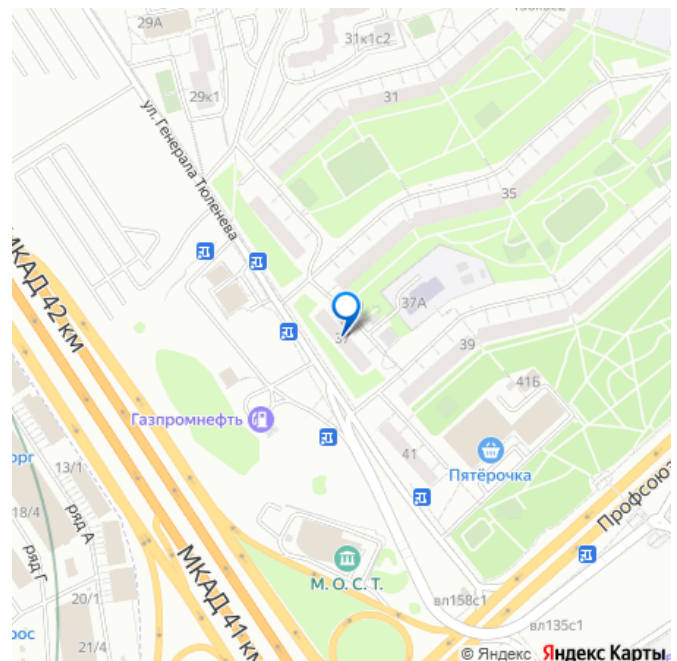 29А
31к1с2
29к1
31
ул. Генерала Тюленева
35
МКАД 42 км
37А
37
39
41Б
Газпромнефть
41
Пятёрочка
13/1
18/4
ряд А
ряд Г
Профсоюз
МКАД 41 км
М.О.С.Т.
20/1
вл158с1
вл135с1
21/4
© Яндекс Яндекс Карты